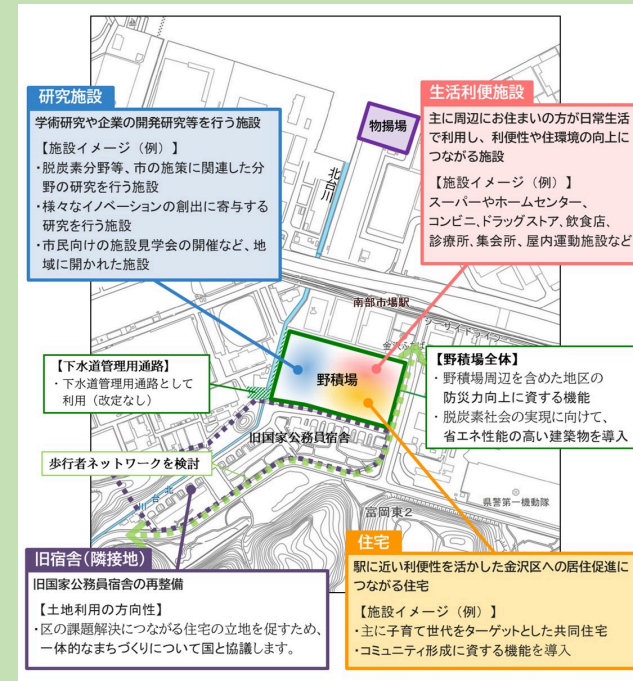 研究施設
学術研究や企業の開発研究等を行う施設
【施設イメージ（例）】
・脱炭素分野等、市の施策に関連した分
野の研究を行う施設
・様々なイノベーションの創出に寄与する
研究を行う施設
・市民向けの施設見学会の開催など、地
域に開かれた施設
物揚場
北台川
生活利便施設
主に周辺にお住まいの方が日常生活
で利用し、利便性や住環境の向上に
つながる施設
【施設イメージ（例）】
スーパーやホームセンター、
コンビニ、ドラッグストア、飲食店、
診療所、集会所、屋内運動施設など
南部市場駅
シーサイドライン
【下水道管理用通路】
・下水道管理用通路として
利用（改定なし）
野積場
【野積場全体】
・野積場周辺を含めた地区の
防災力向上に資する機能
・脱炭素社会の実現に向けて、
省エネ性能の高い建築物を導入
旧国家公務員宿舎
歩行者ネットワークを検討
北台川
富岡東2
県警第一機動隊
旧宿舎(隣接地)
旧国家公務員宿舎の再整備
【土地利用の方向性】
・区の課題解決につながる住宅の立地を促すため、
一体的なまちづくりについて国と協議します。
住宅
駅に近い利便性を活かした金沢区への居住促進に
つながる住宅
【施設イメージ（例）】
・主に子育て世代をターゲットとした共同住宅
・コミュニティ形成に資する機能を導入